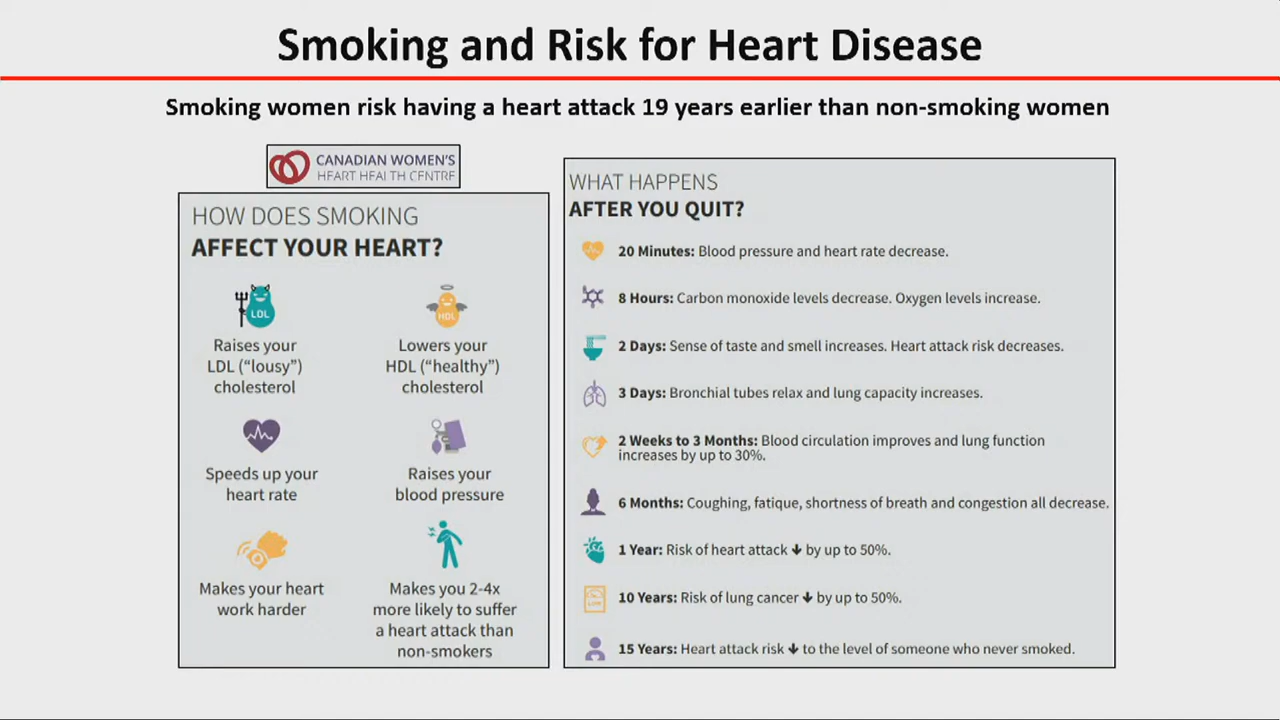 Smoking and Risk for Heart Disease
Smoking women risk having a heart attack 19 years earlier than non-smoking women
CANADIAN WOMEN'S
HEART HEALTH CENTRE
HOW DOES SMOKING
AFFECT YOUR HEART?
LDL
Raises your
LDL (“lousy”)
cholesterol
HDL
Lowers your
HDL (“healthy”)
cholesterol
Speeds up your
heart rate
Raises your
blood pressure
Makes your heart
work harder
Makes you 2-4x
more likely to suffer
a heart attack than
non-smokers
WHAT HAPPENS
AFTER YOU QUIT?
20 Minutes: Blood pressure and heart rate decrease.
8 Hours: Carbon monoxide levels decrease. Oxygen levels increase.
2 Days: Sense of taste and smell increases. Heart attack risk decreases.
3 Days: Bronchial tubes relax and lung capacity increases.
2 Weeks to 3 Months: Blood circulation improves and lung function
increases by up to 30%.
6 Months: Coughing, fatique, shortness of breath and congestion all decrease.
1 Year: Risk of heart attack ↓ by up to 50%.
10 Years: Risk of lung cancer ↓ by up to 50%.
15 Years: Heart attack risk ↓ to the level of someone who never smoked.